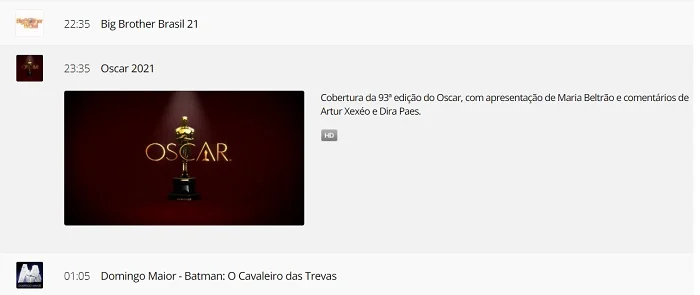 22:35 Big Brother Brasil 21
23:35 Oscar 2021
Cobertura da 93ª edição do Oscar, com apresentação de Maria Beltrão e comentários de
Artur Xexéo e Dira Paes.
OSCAR
HD
01:05 Domingo Maior - Batman: O Cavaleiro das Trevas